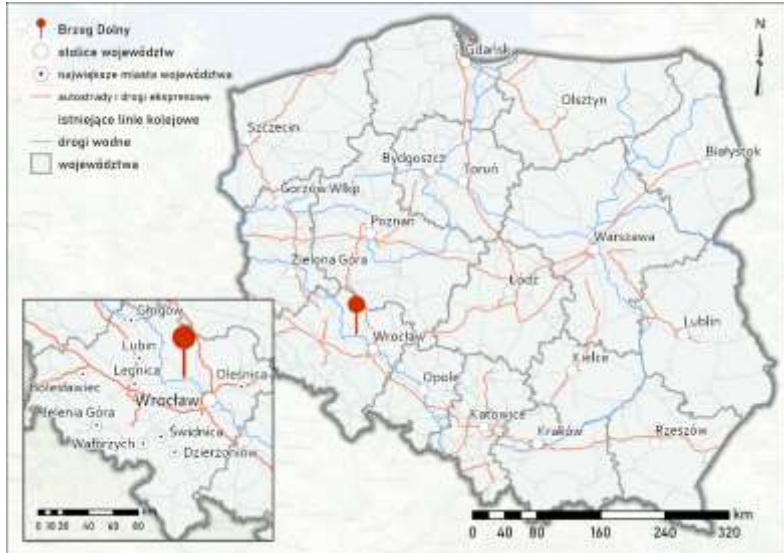 Brzeg Dolny
stolice województw
największe miasta województwa
autostrady i drogi ekspresowe
istniejące linie kolejowe
drogi wodne
województwa
N
Gdańsk
Olsztyn
Szczecin
Bydgoszcz
Białystok
Toruń
Gorzów Wlkp
Poznań
Warszawa
Zielona Góra
Łódź
Wrocław
Lublin
Kielce
Opole
Katowice
Kraków
Rzeszów
km
0 20 40 80 160 240 320
Głogów
Lubin
Legnica
Oleśnica
Bolesławiec
Wrocław
Jelenia Góra
Świdnica
Wałbrzych
Dzierżoniów
km
0 10 20 40 60 80